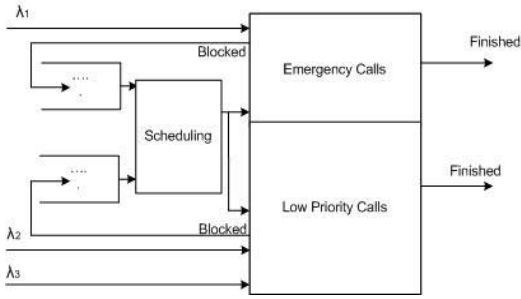 λ1
Blocked
Finished
Emergency Calls
....
.
Scheduling
....
.
Finished
Low Priority Calls
Blocked
λ2
λ3